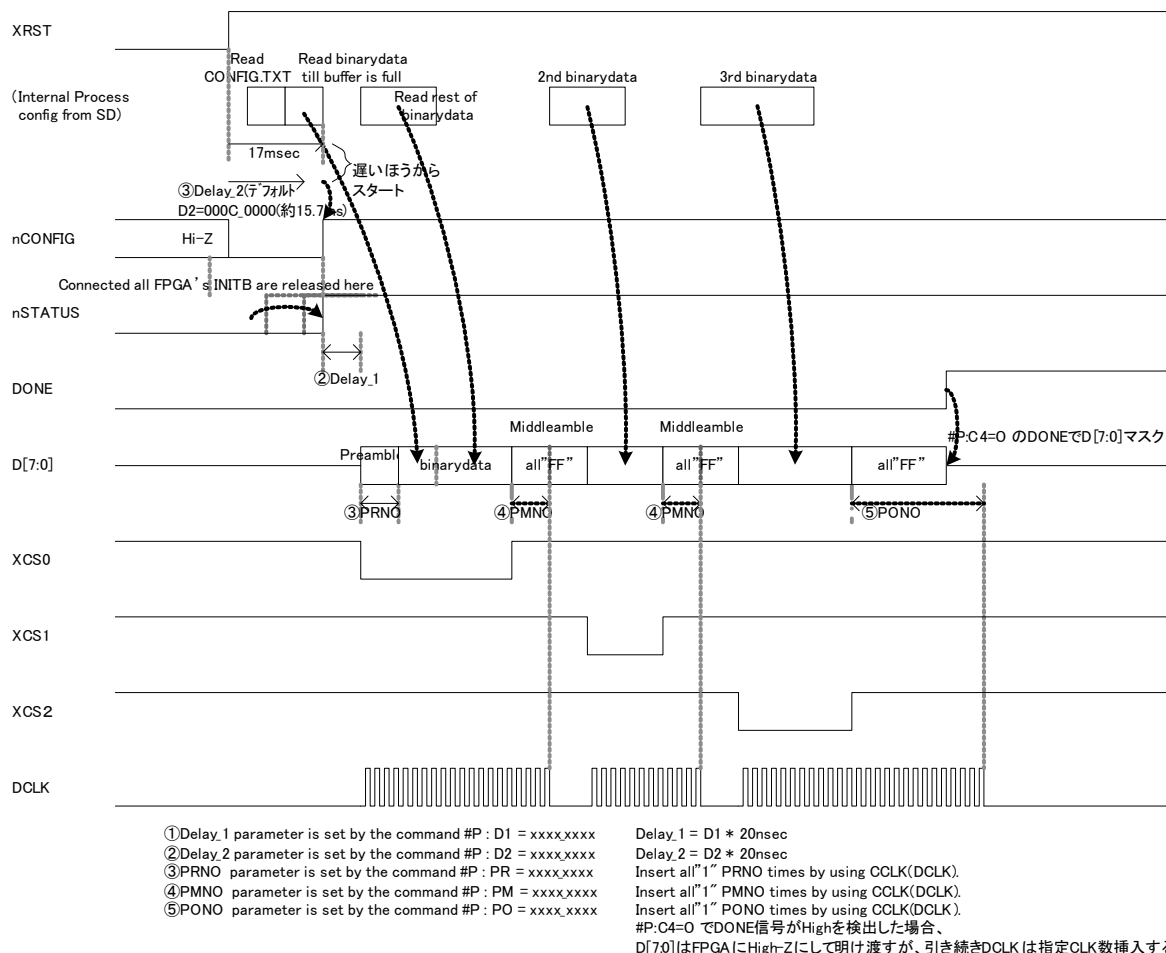 XRST
Read
CONFIG.TXT
Read binarydata
till buffer is full
2nd binarydata
3rd binarydata
(Internal Process
config from SD)
Read rest of
binarydata
17msec
遅いほうから
スタート
③Delay_2(デフォルト
D2=000C_0000(約15.7ms)
nCONFIG
Hi-Z
Connected all FPGA's INITB are released here
nSTATUS
②Delay_1
DONE
#P:C4=0 のDONEでD[7:0]マスク
Middleamble
Middleamble
D[7:0]
Preamble
binarydata
all"FF"
all"FF"
all"FF"
③PRNO
④PMNO
④PMNO
⑤PONO
XCS0
XCS1
XCS2
DCLK
①Delay_1 parameter is set by the command #P : D1 = xxxx_xxxx Delay_1 = D1 * 20nsec
②Delay_2 parameter is set by the command #P : D2 = xxxx_xxxx Delay_2 = D2 * 20nsec
③PRNO parameter is set by the command #P : PR = xxxx_xxxx Insert all"1" PRNO times by using CCLK(DCLK).
④PMNO parameter is set by the command #P : PM = xxxx_xxxx Insert all"1" PMNO times by using CCLK(DCLK).
⑤PONO parameter is set by the command #P : PO = xxxx_xxxx Insert all"1" PONO times by using CCLK(DCLK).
#P:C4=0 でDONE信号がHighを検出した場合、
D[7:0]はFPGAにHigh-Zにして明け渡すが、引き続きDCLKは指定CLK数挿入する